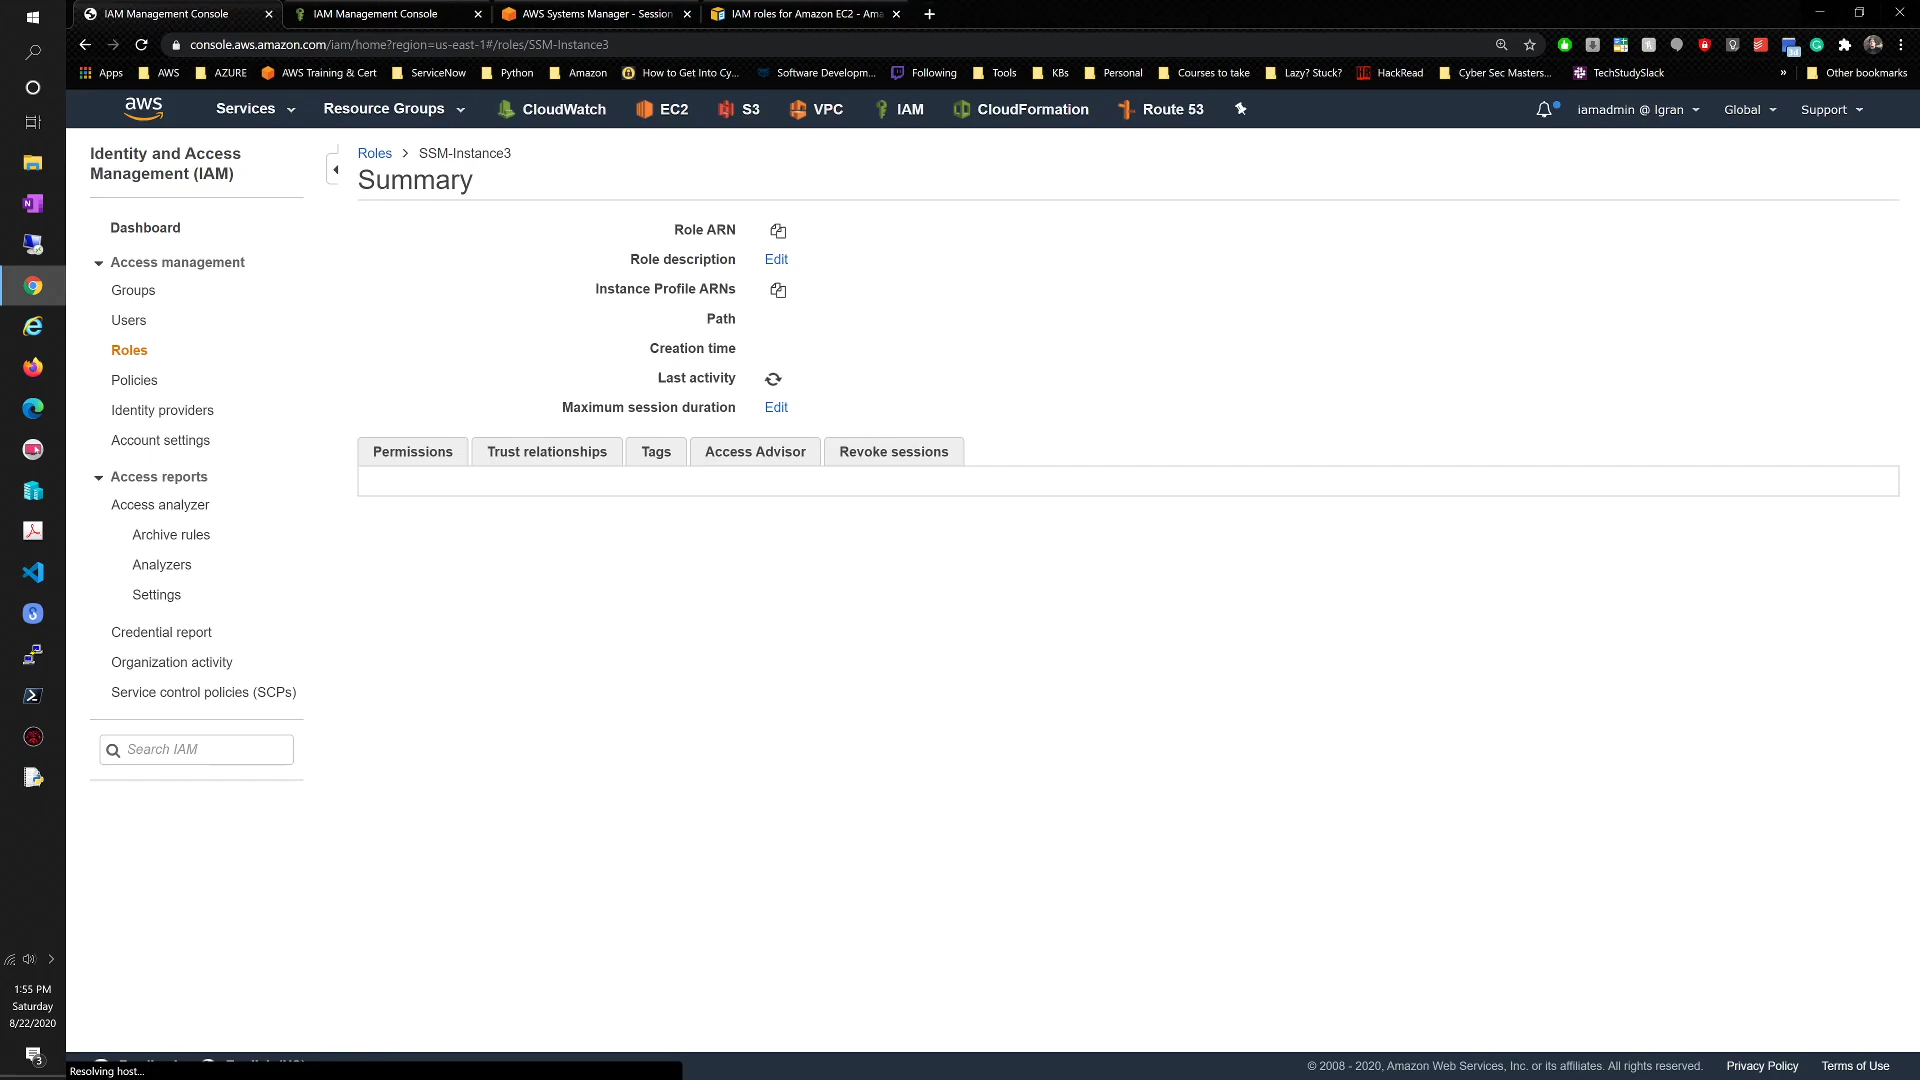 IAM Management Console
IAM Management Console
AWS Systems Manager - Session
IAM roles for Amazon EC2 - Ama
console.aws.amazon.com/iam/home?region=us-east-1#/roles/SSM-Instance3
Apps
AWS
AZURE
AWS Training & Cert
ServiceNow
Python
Amazon
How to Get Into Cy...
Software Developm...
Following
Tools
KBs
Personal
Courses to take
Lazy? Stuck?
HackRead
Cyber Sec Masters...
TechStudySlack
»
Other bookmarks
aws
Services
Resource Groups
CloudWatch
EC2
S3
VPC
IAM
CloudFormation
Route 53
iamadmin @ lgran
Global
Support
Identity and Access
Management (IAM)
Dashboard
Access management
Groups
Users
Roles
Policies
Identity providers
Account settings
Access reports
Access analyzer
Archive rules
Analyzers
Settings
Credential report
Organization activity
Service control policies (SCPs)
Search IAM
Roles > SSM-Instance3
Summary
Role ARN
Role description Edit
Instance Profile ARNs
Path
Creation time
Last activity
Maximum session duration Edit
Permissions
Trust relationships
Tags
Access Advisor
Revoke sessions
1:55 PM
Saturday
8/22/2020
3
Resolving host...
© 2008 - 2020, Amazon Web Services, Inc. or its affiliates. All rights reserved.
Privacy Policy
Terms of Use